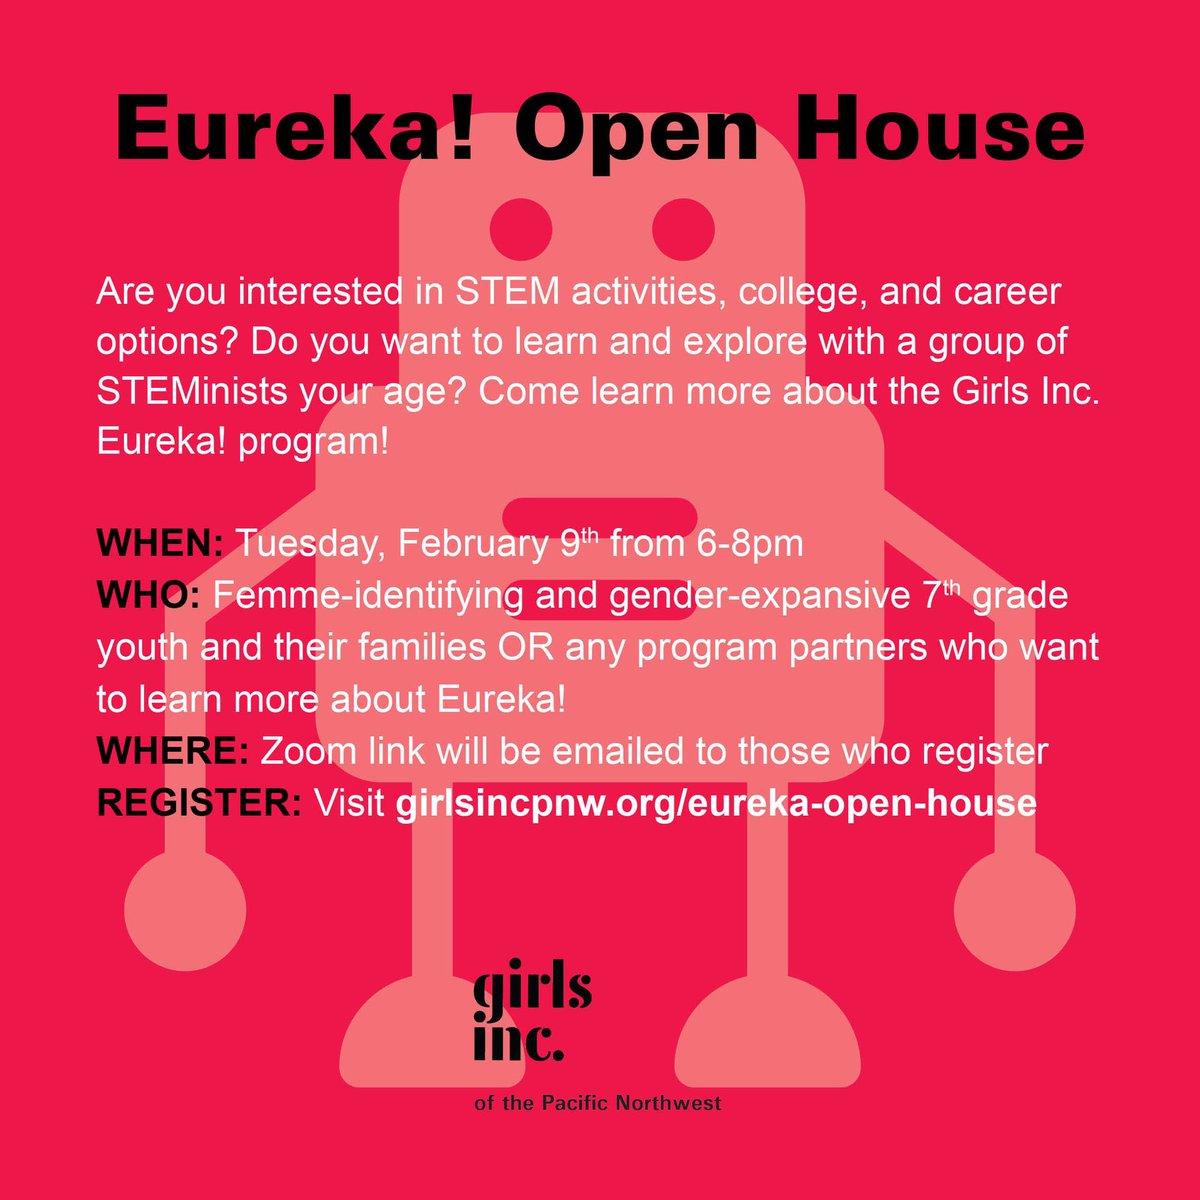 Eureka! Open House
Are you interested in STEM activities, college, and career
options? Do you want to learn and explore with a group of
STEMinists your age? Come learn more about the Girls Inc.
Eureka! program!
WHEN: Tuesday, February 9th from 6-8pm
WHO: Femme-identifying and gender-expansive 7th grade
youth and their families OR any program partners who want
to learn more about Eureka!
WHERE: Zoom link will be emailed to those who register
REGISTER: Visit girlsincpnw.org/eureka-open-house
girls
inc.
of the Pacific Northwest